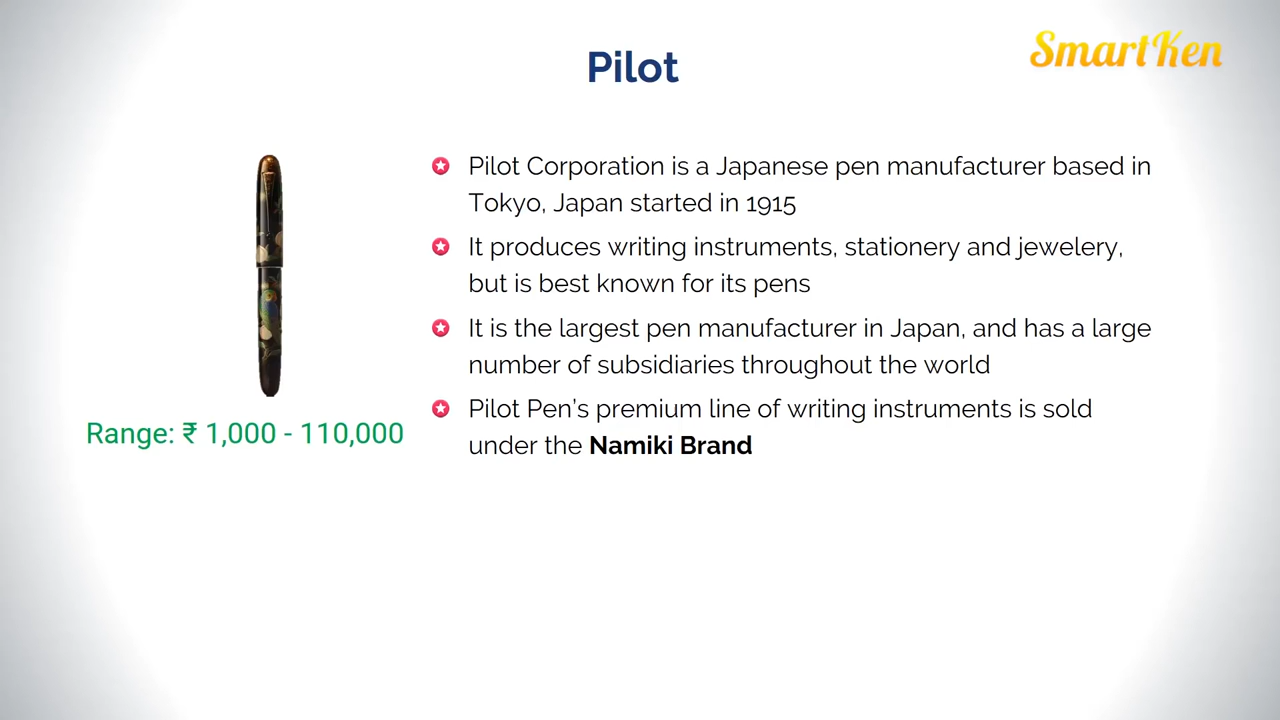 Pilot
SmartKen
Pilot Corporation is a Japanese pen manufacturer based in
Tokyo, Japan started in 1915
It produces writing instruments, stationery and jewelery,
but is best known for its pens
It is the largest pen manufacturer in Japan, and has a large
number of subsidiaries throughout the world
Pilot Pen’s premium line of writing instruments is sold
under the Namiki Brand
Range: ₹ 1,000 - 110,000